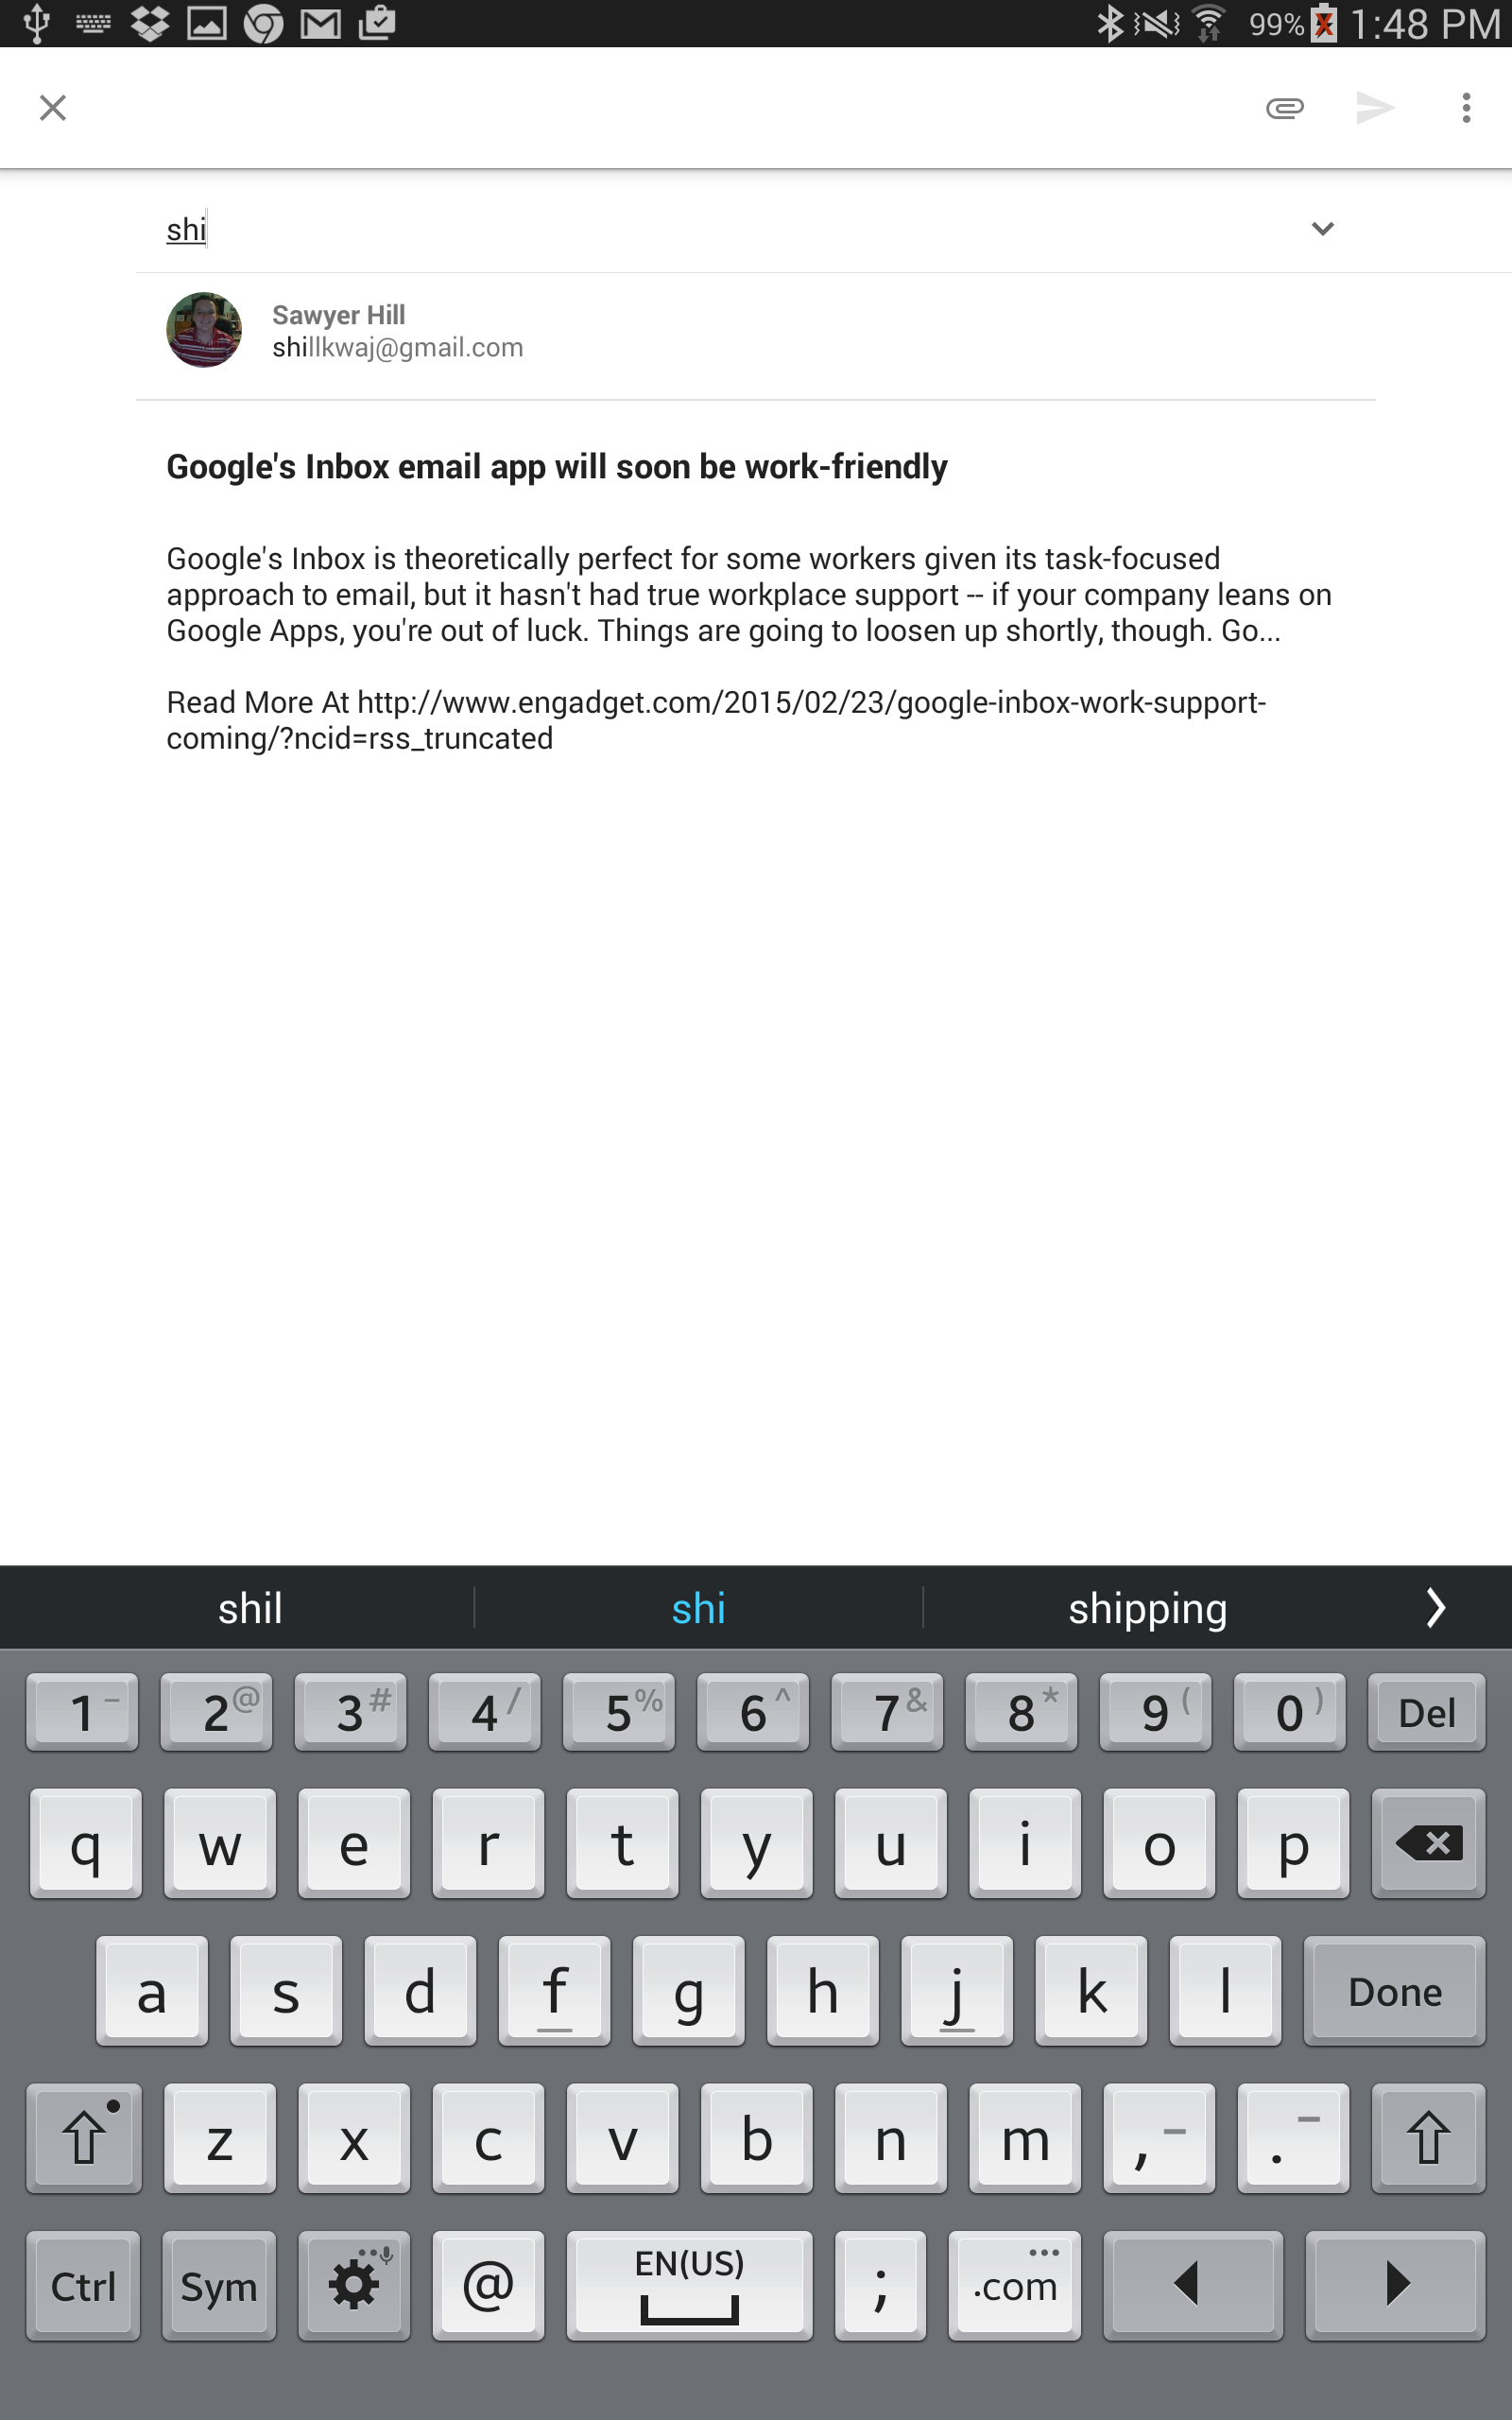 99% 1:48 PM
shi
Sawyer Hill
shillkwaj@gmail.com
Google's Inbox email app will soon be work-friendly
Google's Inbox is theoretically perfect for some workers given its task-focused
approach to email, but it hasn't had true workplace support -- if your company leans on
Google Apps, you're out of luck. Things are going to loosen up shortly, though. Go...
Read More At http://www.engadget.com/2015/02/23/google-inbox-work-support-
coming/?ncid=rss_truncated
shil shi shipping
1 - 2 @ 3 # 4 / 5 % 6 ^ 7 & 8 * 9 ( 0 ) Del
q w e r t y u i o p
a s d f g h j k l Done
z x c v b n m , - . -
Ctrl Sym @ EN(US) ; .com